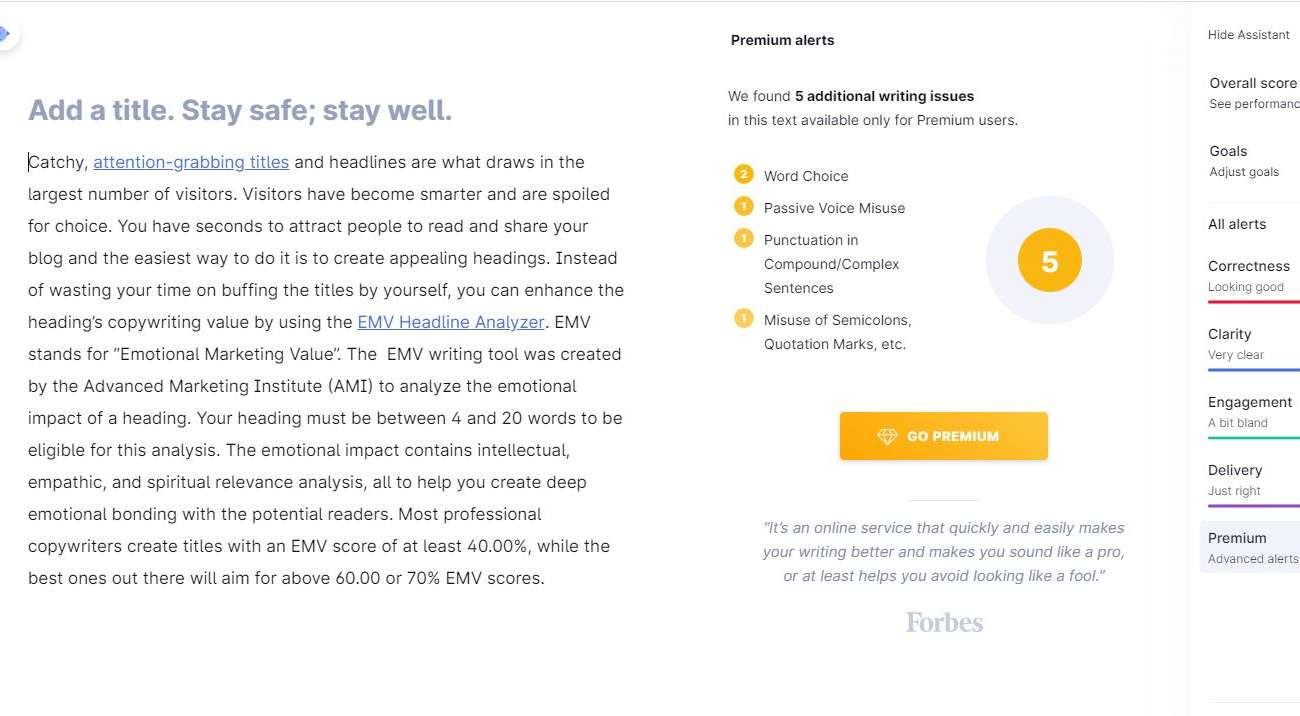 Add a title. Stay safe; stay well.
Catchy, attention-grabbing titles and headlines are what draws in the
largest number of visitors. Visitors have become smarter and are spoiled
for choice. You have seconds to attract people to read and share your
blog and the easiest way to do it is to create appealing headings. Instead
of wasting your time on buffing the titles by yourself, you can enhance the
heading’s copywriting value by using the EMV Headline Analyzer. EMV
stands for “Emotional Marketing Value”. The  EMV writing tool was created
by the Advanced Marketing Institute (AMI) to analyze the emotional
impact of a heading. Your heading must be between 4 and 20 words to be
eligible for this analysis. The emotional impact contains intellectual,
empathic, and spiritual relevance analysis, all to help you create deep
emotional bonding with the potential readers. Most professional
copywriters create titles with an EMV score of at least 40.00%, while the
best ones out there will aim for above 60.00 or 70% EMV scores.
Premium alerts
We found 5 additional writing issues
in this text available only for Premium users.
2 Word Choice
1 Passive Voice Misuse
1 Punctuation in
Compound/Complex
Sentences
1 Misuse of Semicolons,
Quotation Marks, etc.
5
GO PREMIUM
“It’s an online service that quickly and easily makes
your writing better and makes you sound like a pro,
or at least helps you avoid looking like a fool.”
Forbes
Hide Assistant
Overall score
See performanc
Goals
Adjust goals
All alerts
Correctness
Looking good
Clarity
Very clear
Engagement
A bit bland
Delivery
Just right
Premium
Advanced alerts